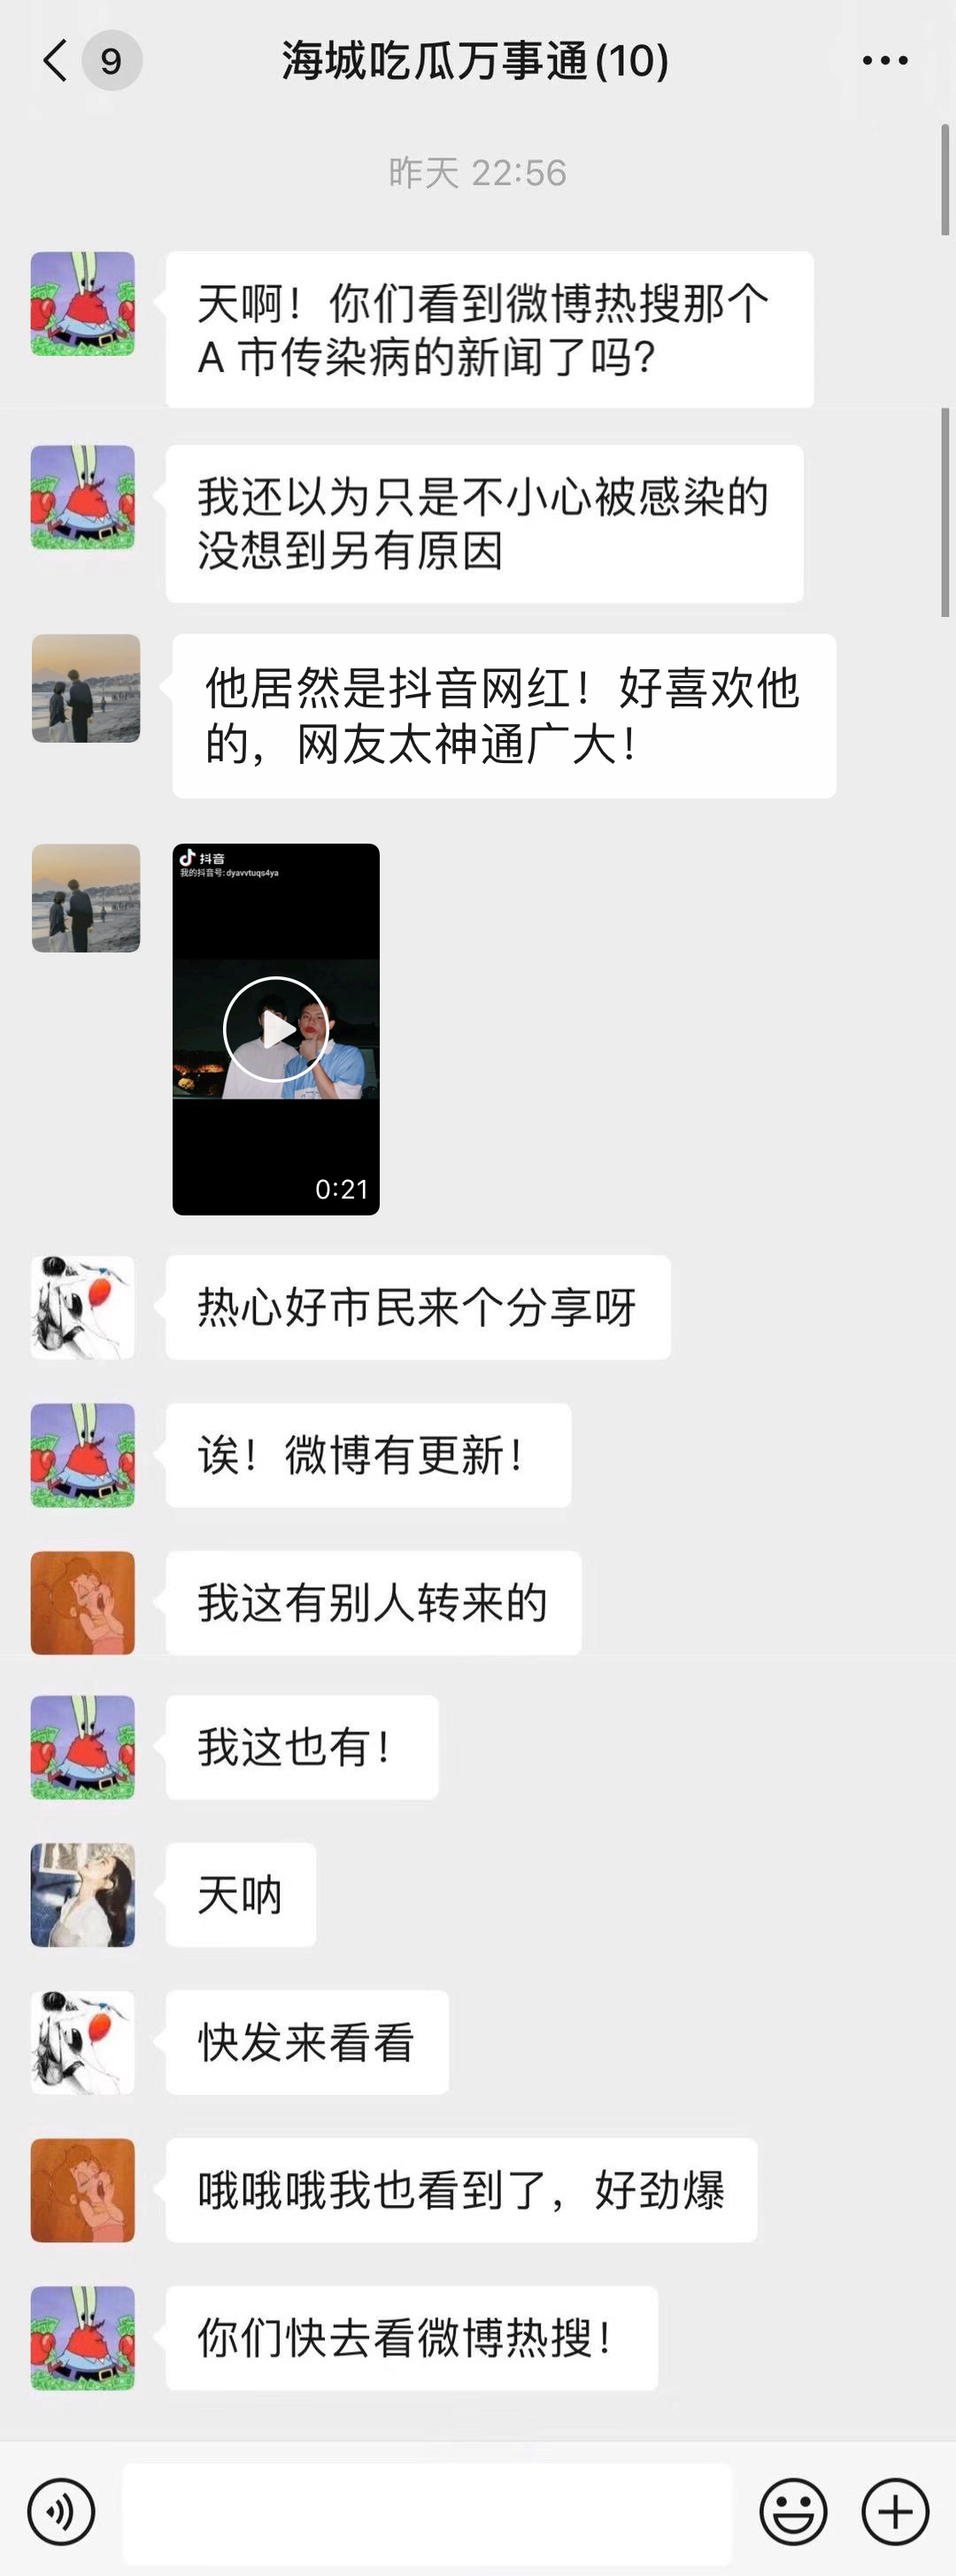 9
海城吃瓜万事通(10)
昨天 22:56
天啊！你们看到微博热搜那个
A 市传染病的新闻了吗?
我还以为只是不小心被感染的
没想到另有原因
他居然是抖音网红！好喜欢他
的，网友太神通广大！
抖音
我的抖音号: dyavvtuqs4ya
0:21
热心好市民来个分享呀
诶！微博有更新！
我这有别人转来的
我这也有！
天呐
快发来看看
哦哦哦我也看到了，好劲爆
你们快去看微博热搜！